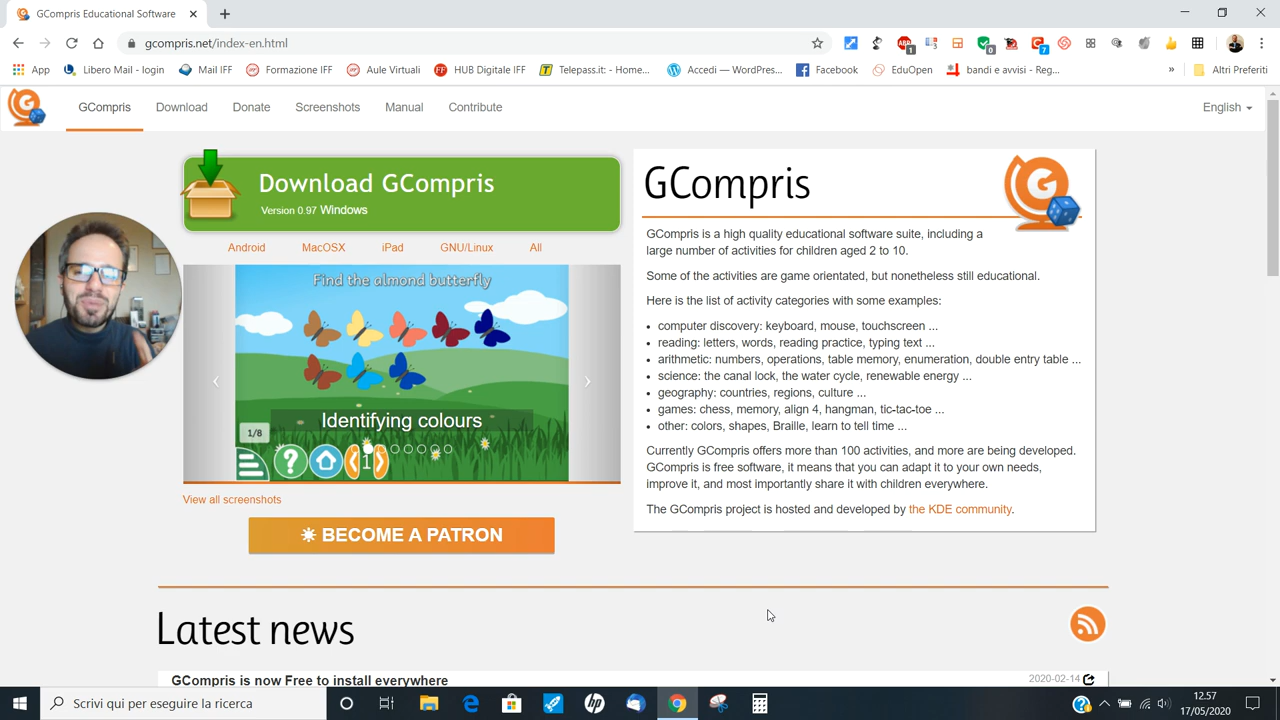 GCompris Educational Software
gcompris.net/index-en.html
App
Libero Mail - login
Mail IFF
Formazione IFF
Aule Virtuali
HUB Digitale IFF
Telepass.it: - Home...
Accedi — WordPres...
Facebook
EduOpen
bandi e avvisi - Reg...
»
Altri Preferiti
GCompris
Download
Donate
Screenshots
Manual
Contribute
English
Download GCompris
Version 0.97 Windows
Android
MacOSX
iPad
GNU/Linux
All
Find the almond butterfly
Identifying colours
1/8
?
1
View all screenshots
BECOME A PATRON
GCompris
GCompris is a high quality educational software suite, including a
large number of activities for children aged 2 to 10.
Some of the activities are game orientated, but nonetheless still educational.
Here is the list of activity categories with some examples:
• computer discovery: keyboard, mouse, touchscreen ...
• reading: letters, words, reading practice, typing text ...
• arithmetic: numbers, operations, table memory, enumeration, double entry table ...
• science: the canal lock, the water cycle, renewable energy ...
• geography: countries, regions, culture ...
• games: chess, memory, align 4, hangman, tic-tac-toe ...
• other: colors, shapes, Braille, learn to tell time ...
Currently GCompris offers more than 100 activities, and more are being developed.
GCompris is free software, it means that you can adapt it to your own needs,
improve it, and most importantly share it with children everywhere.
The GCompris project is hosted and developed by the KDE community.
Latest news
GCompris is now Free to install everywhere
2020-02-14
Scrivi qui per eseguire la ricerca
12.57
17/05/2020